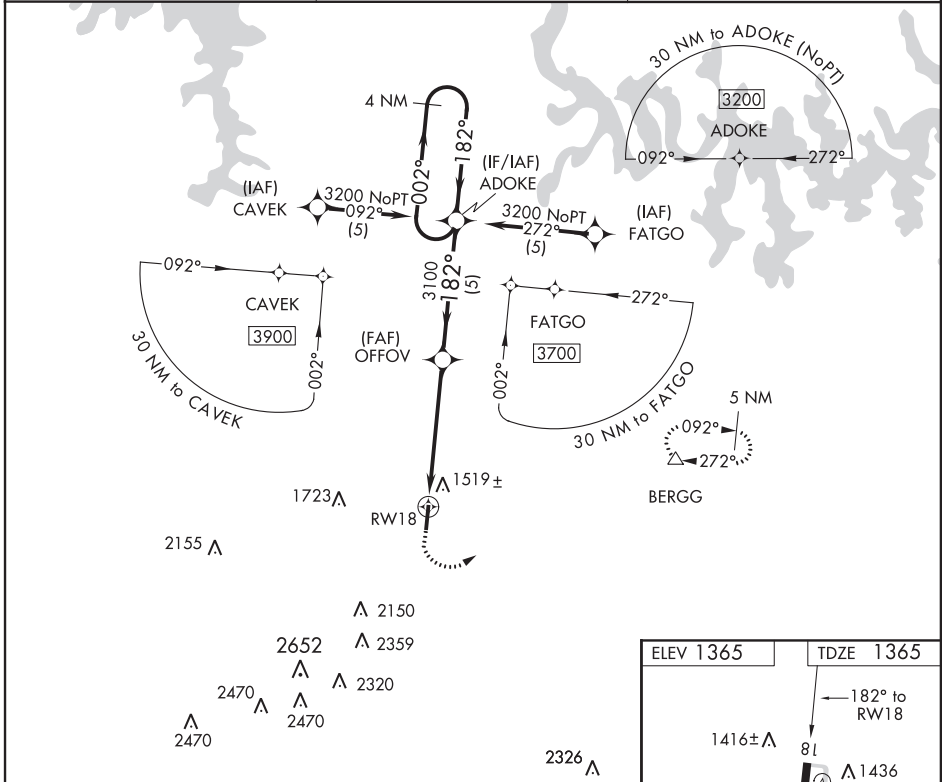 30 NM to ADOKE (NoPT)
3200
ADOKE
092°
272°
4 NM
002°
182°
(IF/IAF)
ADOKE
(IAF)
CAVEK
3200 NoPT
092°
(5)
3200 NoPT
272°
(5)
(IAF)
FATGO
3100
182°
(5)
092°
CAVEK
3900
002°
30 NM to CAVEK
(FAF)
OFFOV
272°
FATGO
3700
002°
30 NM to FATGO
5 NM
092°
272°
BERGG
1519±
1723
RW18
2155
2150
2359
2652
2320
2470
2470
2470
2326
ELEV 1365
TDZE 1365
182° to
RW18
1416±
18
1436
A